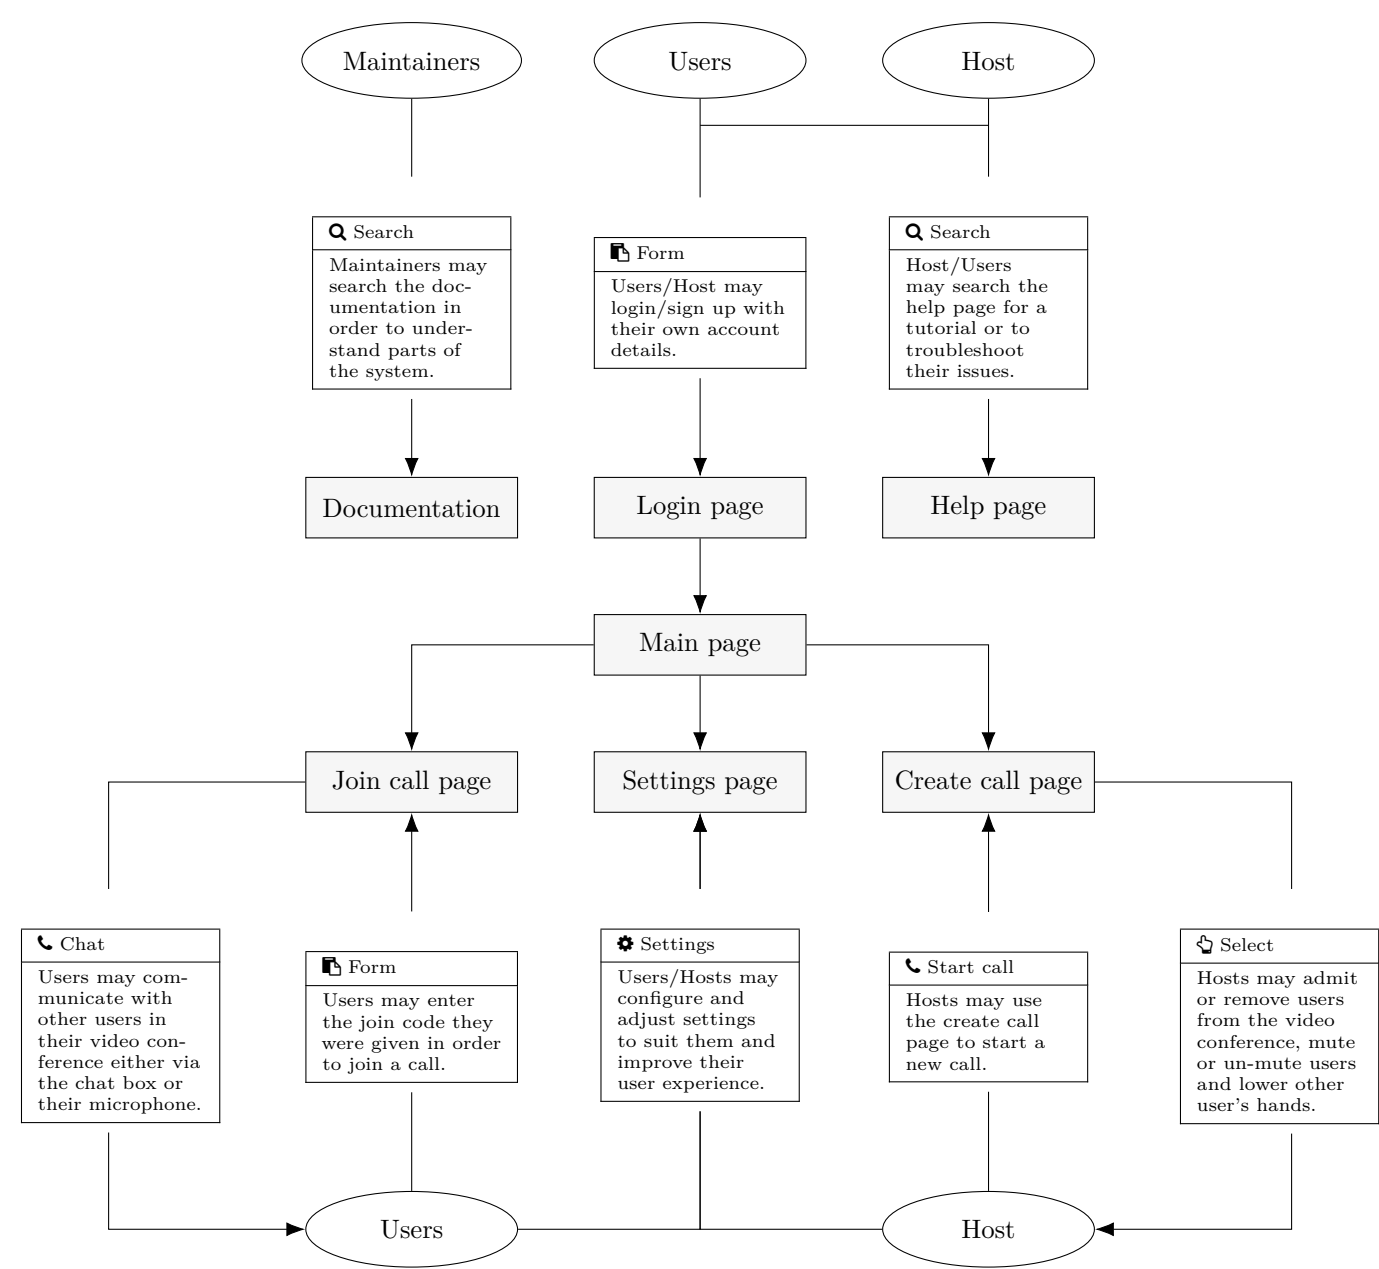 Maintainers
Users
Host
Search
Maintainers may
search the doc-
umentation in
order to under-
stand parts of
the system.
Form
Users/Host may
login/sign up with
their own account
details.
Search
Host/Users
may search the
help page for a
tutorial or to
troubleshoot
their issues.
Documentation
Login page
Help page
Main page
Join call page
Settings page
Create call page
Chat
Users may com-
municate with
other users in
their video con-
ference either via
the chat box or
their microphone.
Form
Users may enter
the join code they
were given in order
to join a call.
Settings
Users/Hosts may
configure and
adjust settings
to suit them and
improve their
user experience.
Start call
Hosts may use
the create call
page to start a
new call.
Select
Hosts may admit
or remove users
from the video
conference, mute
or un-mute users
and lower other
user's hands.
Users
Host